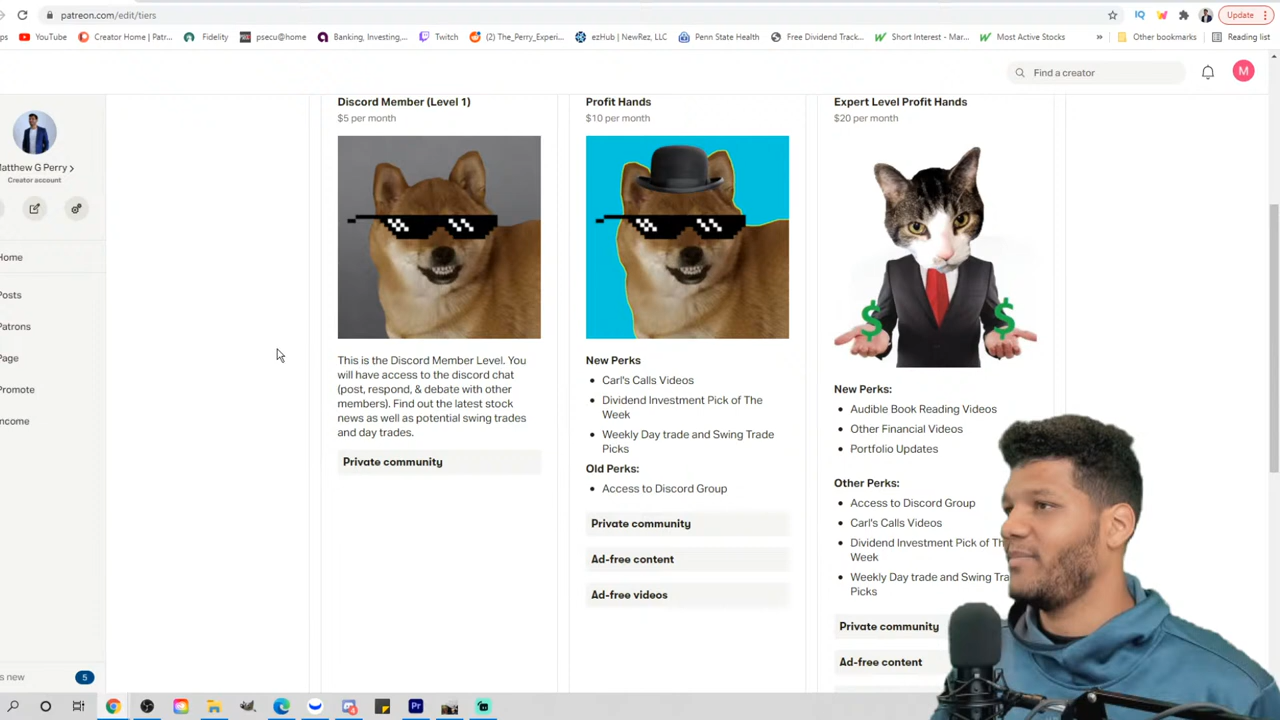 patreon.com/edit/tiers
Update
YouTube
Creator Home | Patr...
Fidelity
psecu@home
Banking, Investing,...
Twitch
(2) The_Perry_Experi...
ezHub | NewRez, LLC
Penn State Health
Free Dividend Track...
Short Interest - Mar...
Most Active Stocks
»
Other bookmarks
Reading list
Find a creator
M
Matthew G Perry
Creator account
Home
Posts
Patrons
Page
Promote
Income
s new
5
Discord Member (Level 1)
$5 per month
This is the Discord Member Level. You
will have access to the discord chat
(post, respond, & debate with other
members). Find out the latest stock
news as well as potential swing trades
and day trades.
Private community
Profit Hands
$10 per month
New Perks
• Carl's Calls Videos
• Dividend Investment Pick of The
Week
• Weekly Day trade and Swing Trade
Picks
Old Perks:
• Access to Discord Group
Private community
Ad-free content
Ad-free videos
Expert Level Profit Hands
$20 per month
$ $
New Perks:
• Audible Book Reading Videos
• Other Financial Videos
• Portfolio Updates
Other Perks:
• Access to Discord Group
• Carl's Calls Videos
• Dividend Investment Pick of Th
Week
• Weekly Day trade and Swing Tra
Picks
Private community
Ad-free content